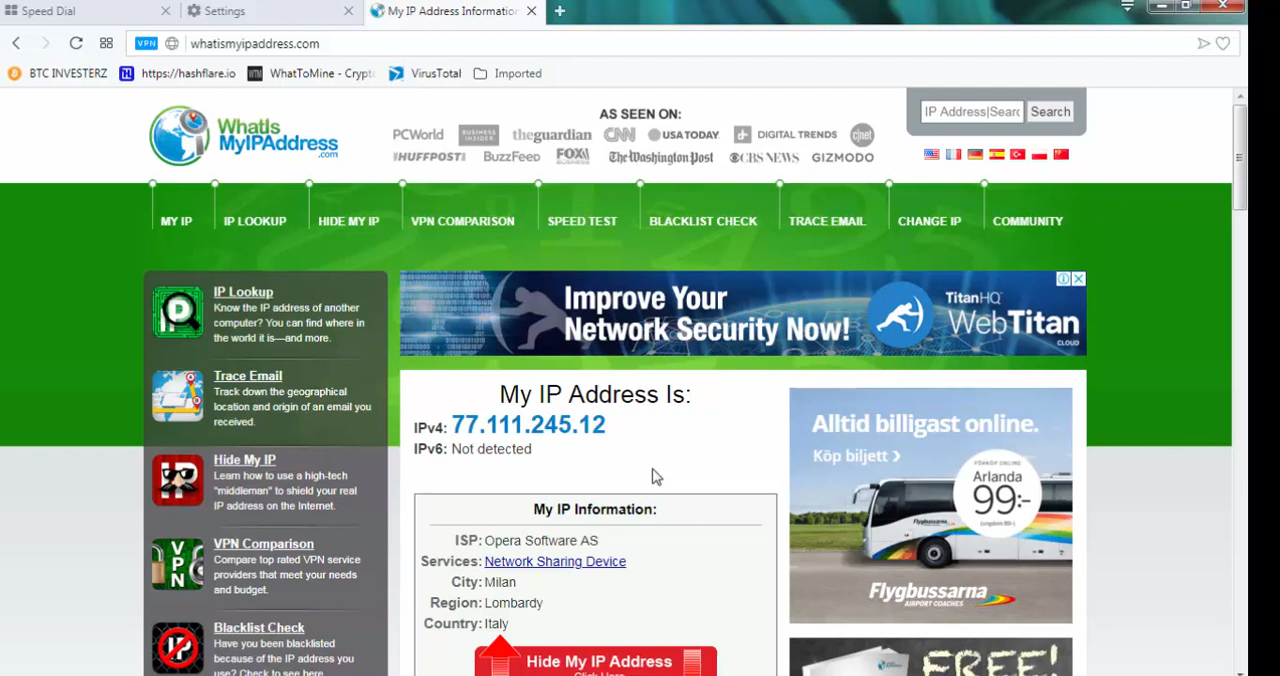 Speed Dial
Settings
My IP Address Informatio
VPN
whatismyipaddress.com
BTC INVESTERZ
https://hashflare.io
WhatToMine - Crypto
VirusTotal
Imported
WhatIs
MyIPAddress
.com
AS SEEN ON:
PCWorld
BUSINESS INSIDER
theguardian
CNN
USA TODAY
DIGITAL TRENDS
c|net
HUFFPOST
BuzzFeed
FOX
The Washington Post
CBS NEWS
GIZMODO
IP Address|Searc
Search
MY IP
IP LOOKUP
HIDE MY IP
VPN COMPARISON
SPEED TEST
BLACKLIST CHECK
TRACE EMAIL
CHANGE IP
COMMUNITY
IP Lookup
Know the IP address of another
computer? You can find where in
the world it is—and more.
Trace Email
Track down the geographical
location and origin of an email you
received.
Hide My IP
Learn how to use a high-tech
"middleman" to shield your real
IP address on the Internet.
VPN Comparison
Compare top rated VPN service
providers that meet your needs
and budget.
Blacklist Check
Have you been blacklisted
because of the IP address you
use? Check to see here
Improve Your
Network Security Now!
TitanHQ
WebTitan
CLOUD
My IP Address Is:
IPv4: 77.111.245.12
IPv6: Not detected
My IP Information:
ISP: Opera Software AS
Services: Network Sharing Device
City: Milan
Region: Lombardy
Country: Italy
Hide My IP Address
Click Here
Alltid billigast online.
Köp biljett
FÖRKÖP ONLINE
Arlanda
99:-
Flygbussarna
AIRPORT COACHES
FREE!